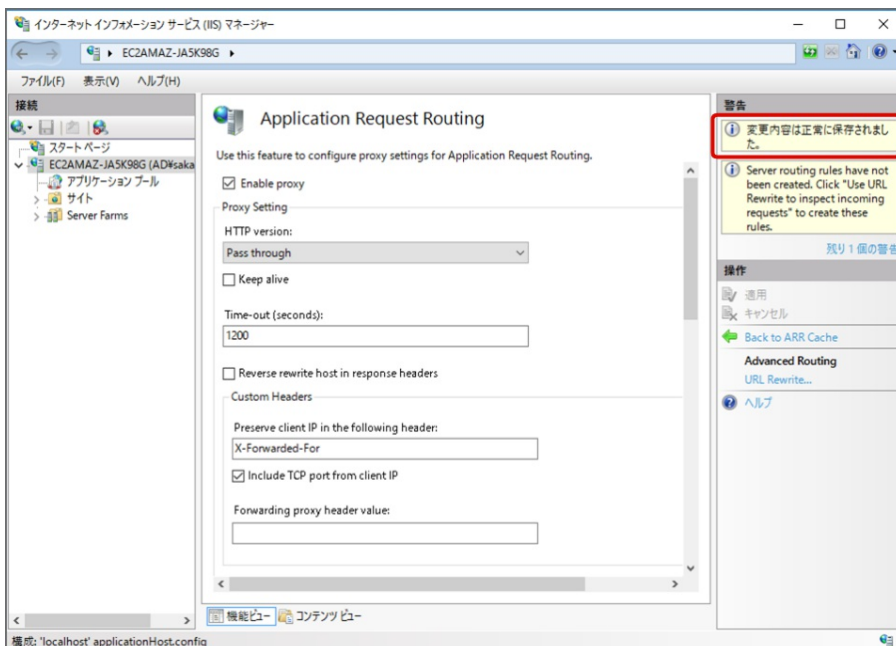 インターネット インフォメーション サービス (IIS) マネージャー
EC2AMAZ-JA5K98G
ファイル(F) 表示(V) ヘルプ(H)
接続
スタート ページ
EC2AMAZ-JA5K98G (AD¥saka
アプリケーション プール
サイト
Server Farms
Application Request Routing
Use this feature to configure proxy settings for Application Request Routing.
Enable proxy
Proxy Setting
HTTP version:
Pass through
Keep alive
Time-out (seconds):
1200
Reverse rewrite host in response headers
Custom Headers
Preserve client IP in the following header:
X-Forwarded-For
Include TCP port from client IP
Forwarding proxy header value:
機能ビュー コンテンツ ビュー
警告
変更内容は正常に保存されまし
た。
Server routing rules have not
been created. Click "Use URL
Rewrite to inspect incoming
requests" to create these
rules.
残り 1 個の警告
操作
適用
キャンセル
Back to ARR Cache
Advanced Routing
URL Rewrite...
ヘルプ
構成: 'localhost' applicationHost.config